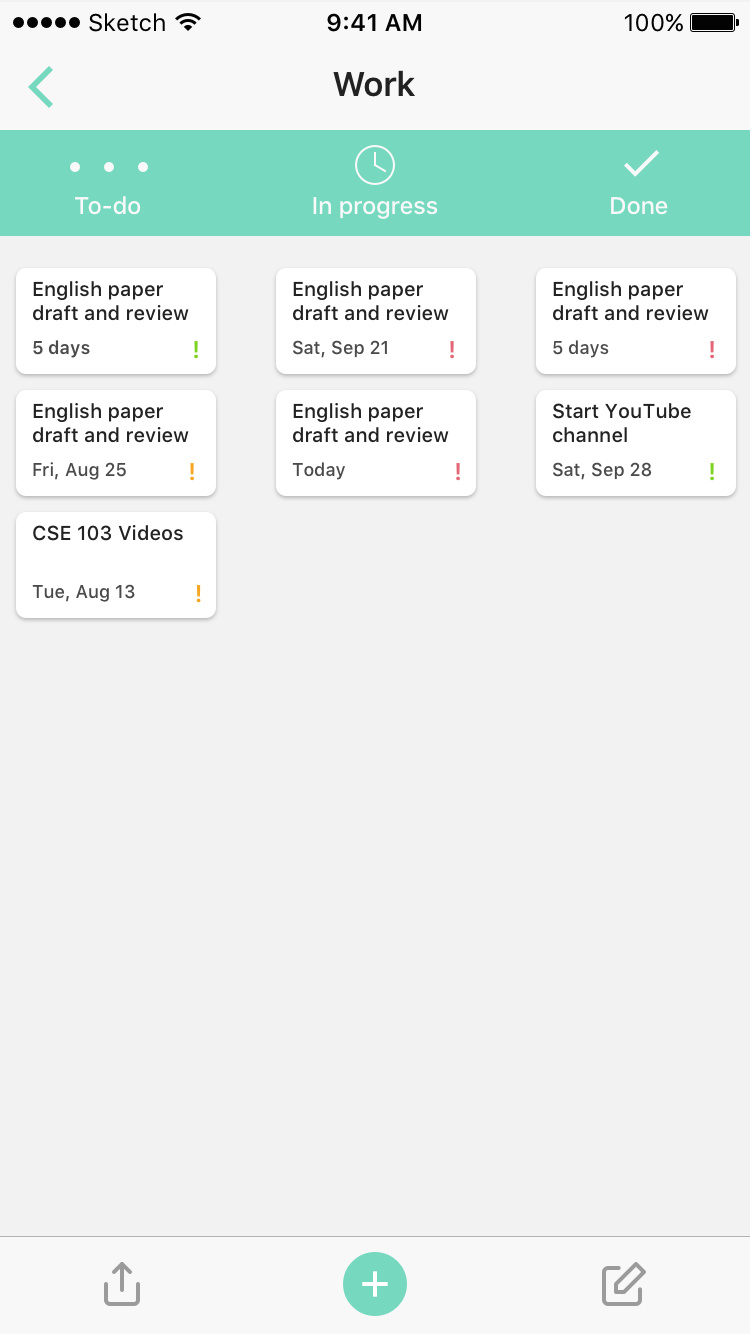 Sketch 9:41 AM 100%
Work
To-do In progress Done
English paper
draft and review
5 days !
English paper
draft and review
Sat, Sep 21 !
English paper
draft and review
5 days !
English paper
draft and review
Fri, Aug 25 !
English paper
draft and review
Today !
Start YouTube
channel
Sat, Sep 28 !
CSE 103 Videos
Tue, Aug 13 !